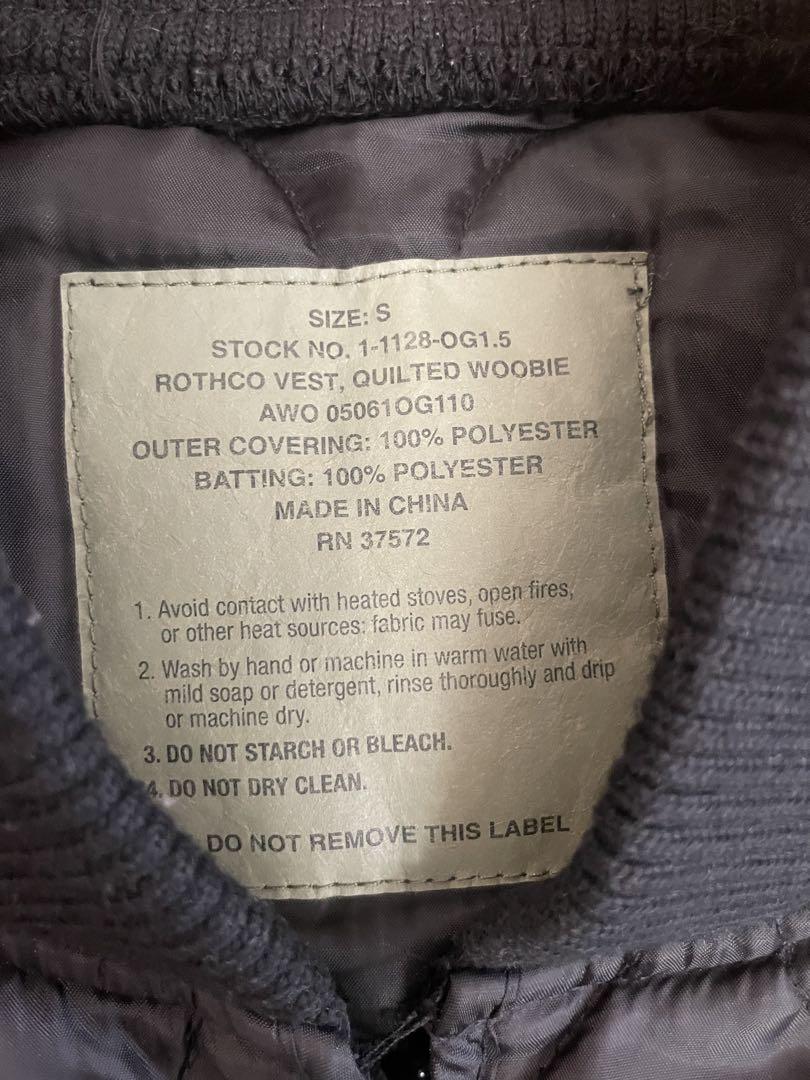 SIZE: S
STOCK NO. 1-1128-OG1.5
ROTHCO VEST, QUILTED WOOBIE
AWO 05061OG110
OUTER COVERING: 100% POLYESTER
BATTING: 100% POLYESTER
MADE IN CHINA
RN 37572
1. Avoid contact with heated stoves, open fires,
or other heat sources: fabric may fuse.
2. Wash by hand or machine in warm water with
mild soap or detergent, rinse thoroughly and drip
or machine dry.
3. DO NOT STARCH OR BLEACH.
4. DO NOT DRY CLEAN.
DO NOT REMOVE THIS LABEL